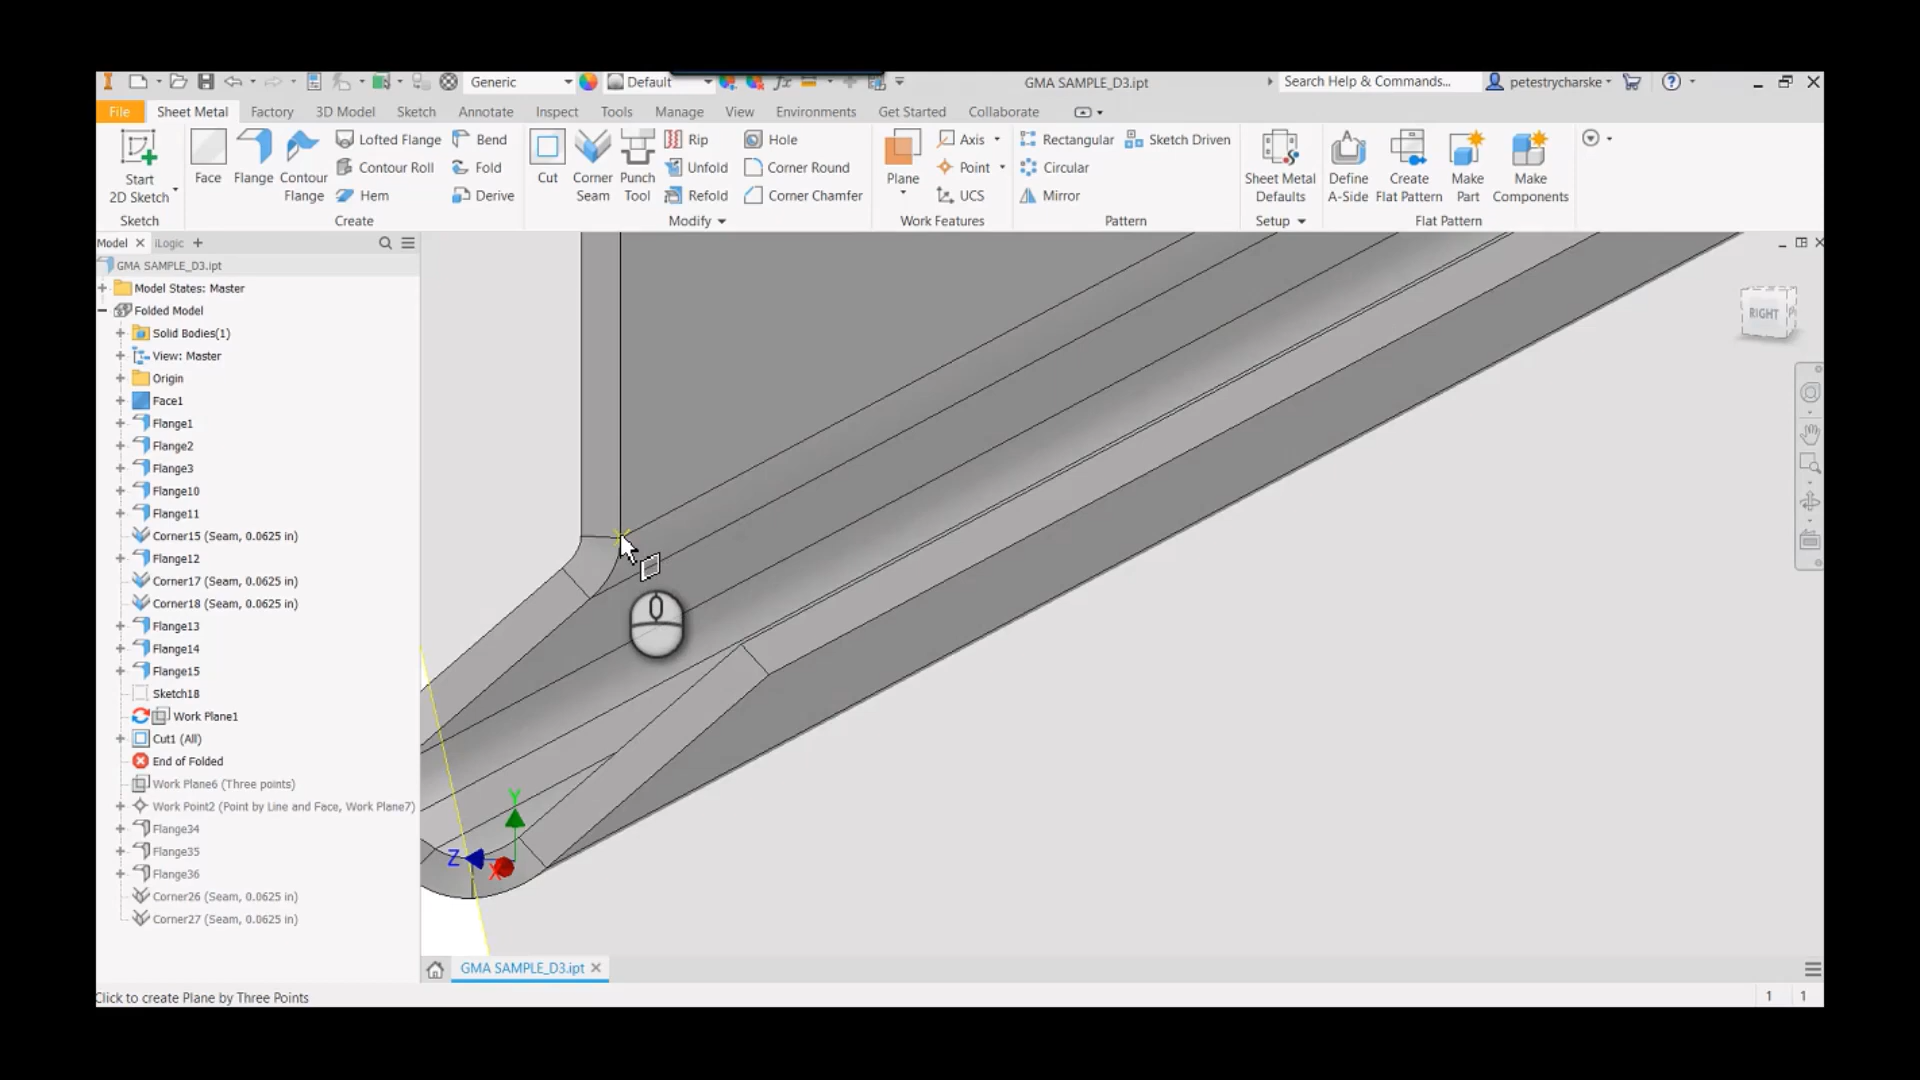 Generic
Default
fx
GMA SAMPLE_D3.ipt
Search Help & Commands...
petestrycharske
File Sheet Metal Factory 3D Model Sketch Annotate Inspect Tools Manage View Environments Get Started Collaborate
Start
2D Sketch
Face
Flange
Contour
Flange
Lofted Flange
Contour Roll
Hem
Bend
Fold
Derive
Cut
Corner
Seam
Punch
Tool
Rip
Unfold
Refold
Hole
Corner Round
Corner Chamfer
Plane
Axis
Point
UCS
Rectangular
Circular
Mirror
Sketch Driven
Sheet Metal
Defaults
Define
A-Side
Create
Flat Pattern
Make
Part
Make
Components
Sketch Create Modify Work Features Pattern Setup Flat Pattern
Model iLogic +
GMA SAMPLE_D3.ipt
Model States: Master
Folded Model
Solid Bodies(1)
View: Master
Origin
Face1
Flange1
Flange2
Flange3
Flange10
Flange11
Corner15 (Seam, 0.0625 in)
Flange12
Corner17 (Seam, 0.0625 in)
Corner18 (Seam, 0.0625 in)
Flange13
Flange14
Flange15
Sketch18
Work Plane1
Cut1 (All)
End of Folded
Work Plane6 (Three points)
Work Point2 (Point by Line and Face, Work Plane7)
Flange34
Flange35
Flange36
Corner26 (Seam, 0.0625 in)
Corner27 (Seam, 0.0625 in)
RIGHT
Y
Z
X
GMA SAMPLE_D3.ipt
Click to create Plane by Three Points
1 1